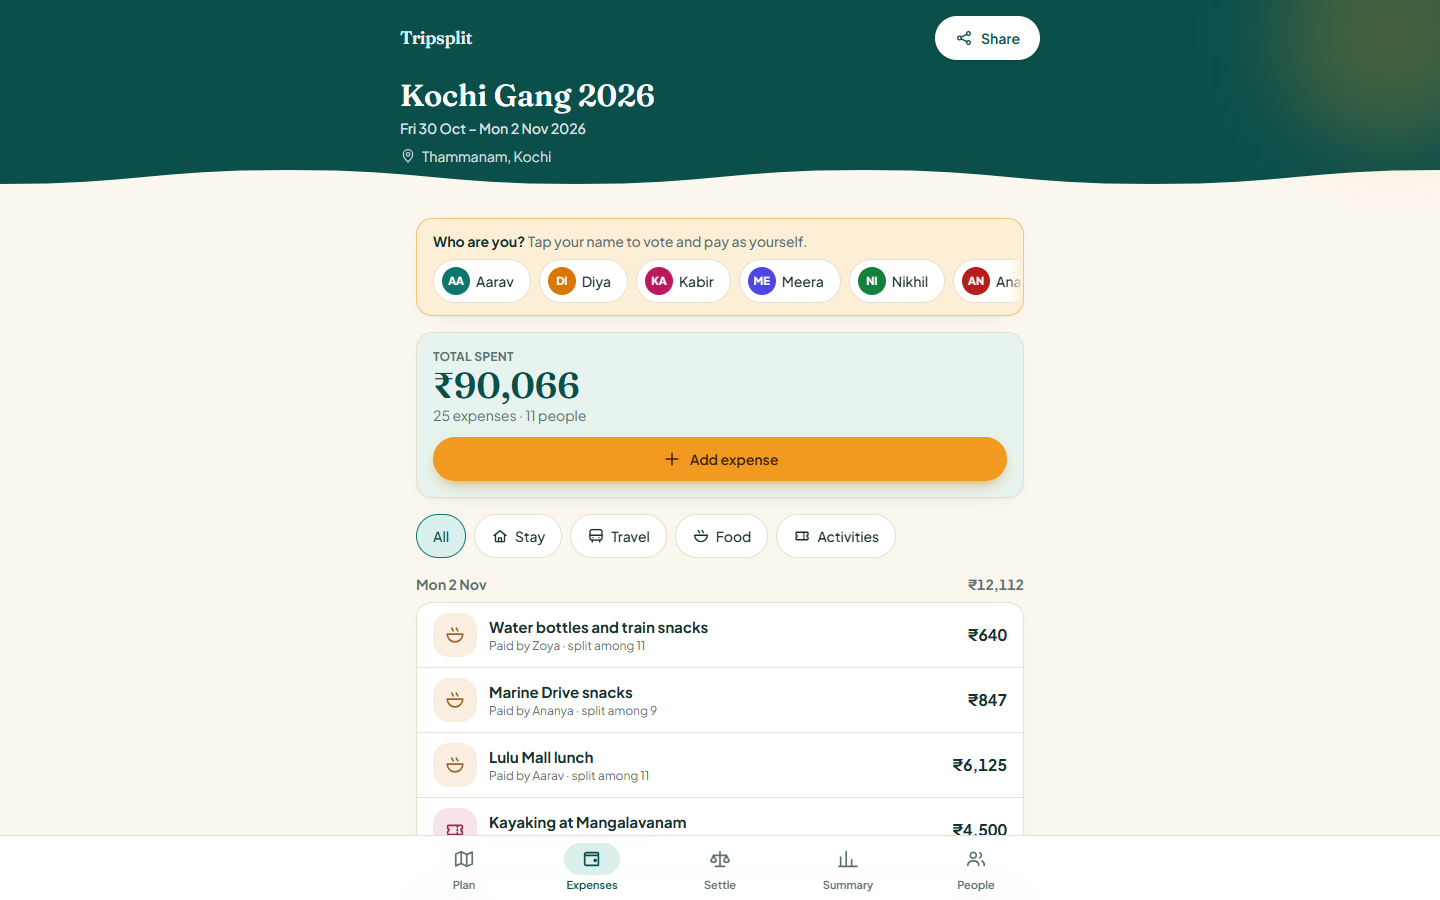 Tripsplit
Share
Kochi Gang 2026
Fri 30 Oct – Mon 2 Nov 2026
Thammanam, Kochi
Who are you? Tap your name to vote and pay as yourself.
AA Aarav DI Diya KA Kabir ME Meera NI Nikhil AN Ana
TOTAL SPENT
₹90,066
25 expenses · 11 people
Add expense
All Stay Travel Food Activities
Mon 2 Nov ₹12,112
Water bottles and train snacks
Paid by Zoya · split among 11
₹640
Marine Drive snacks
Paid by Ananya · split among 9
₹847
Lulu Mall lunch
Paid by Aarav · split among 11
₹6,125
Kayaking at Mangalavanam
₹4,500
Plan Expenses Settle Summary People